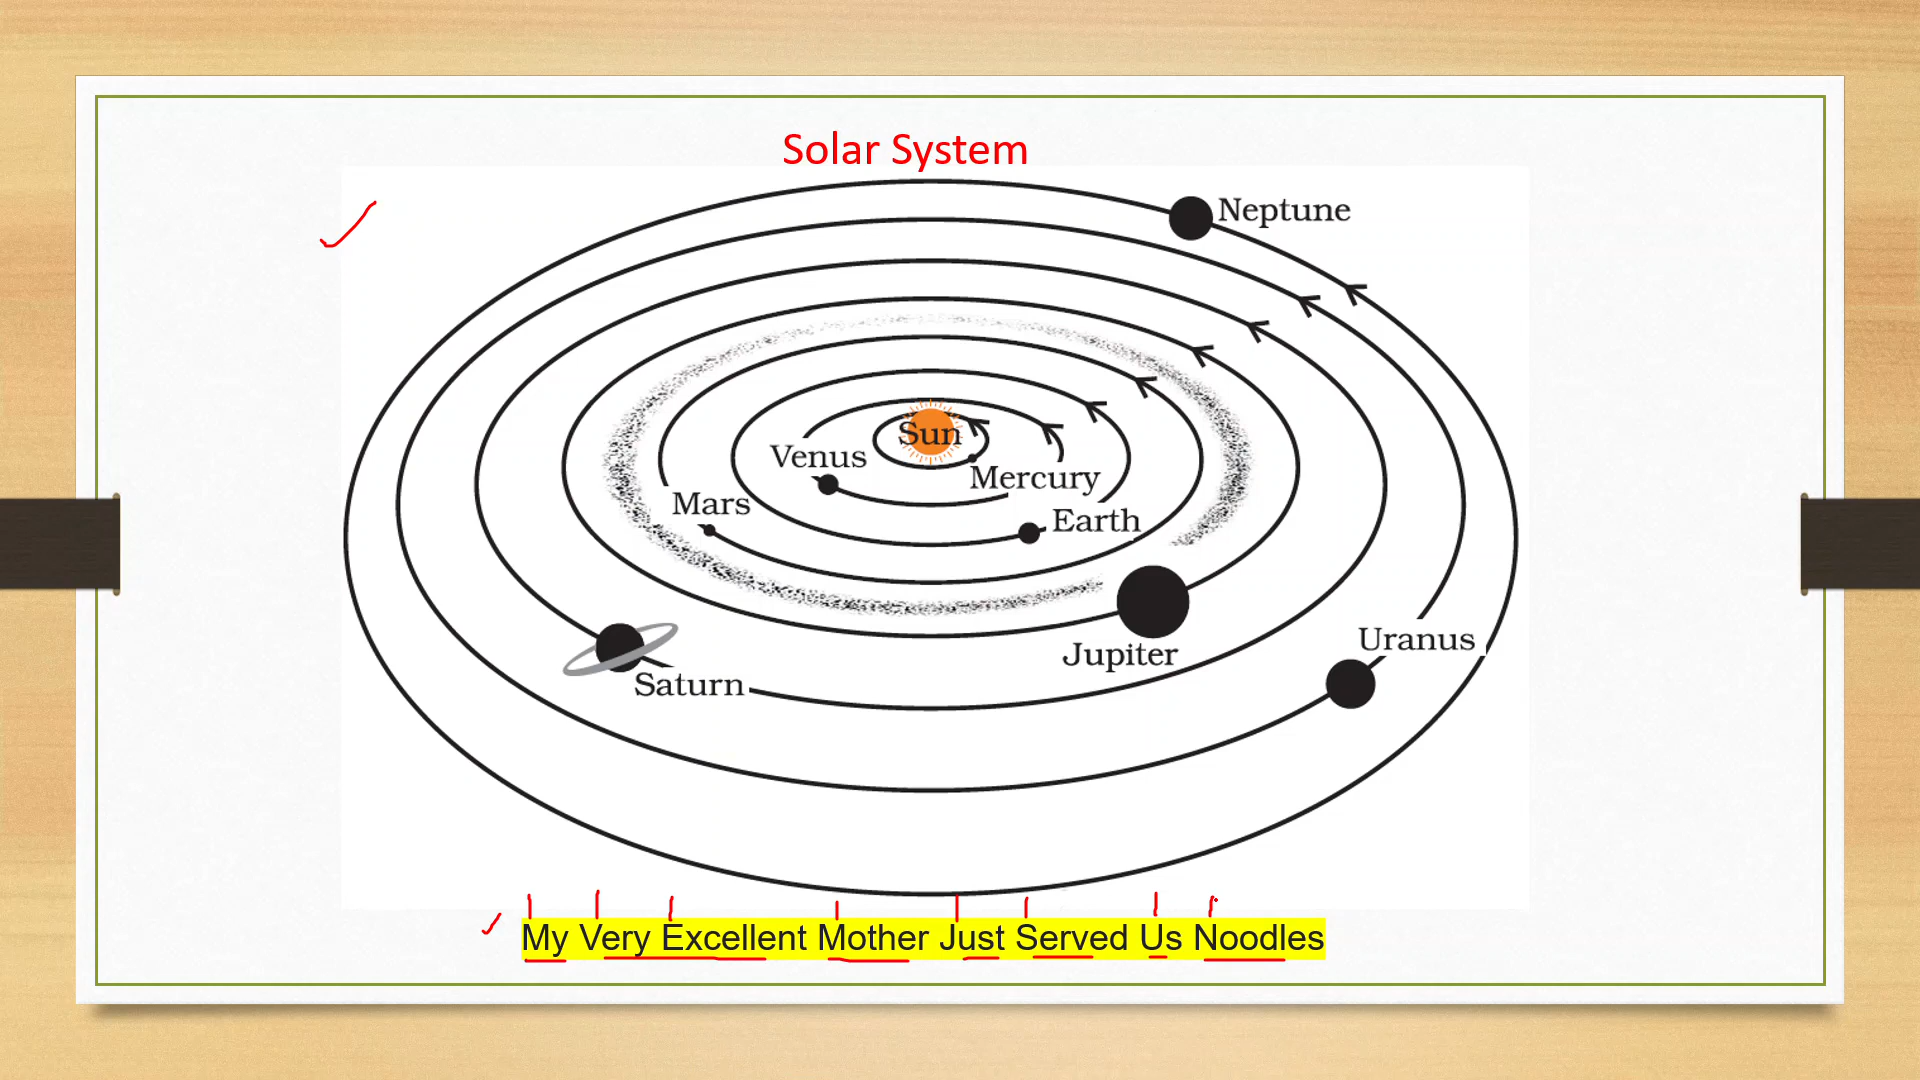 Solar System
Neptune
Sun
Venus
Mercury
Mars
Earth
Uranus
Jupiter
Saturn
My Very Excellent Mother Just Served Us Noodles